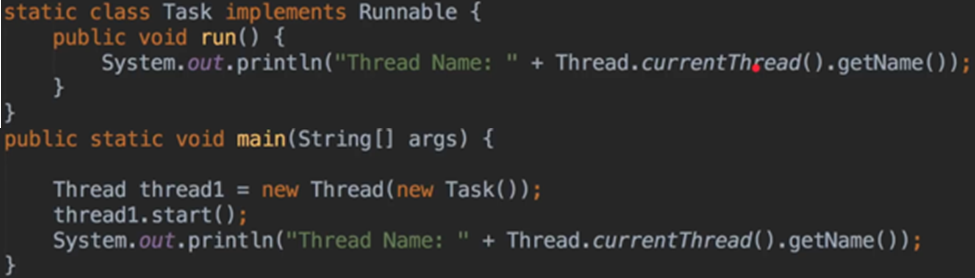 static class Task implements Runnable {
    public void run() {
        System.out.println("Thread Name: " + Thread.currentThread().getName());
    }
}
public static void main(String[] args) {

    Thread thread1 = new Thread(new Task());
    thread1.start();
    System.out.println("Thread Name: " + Thread.currentThread().getName());
}